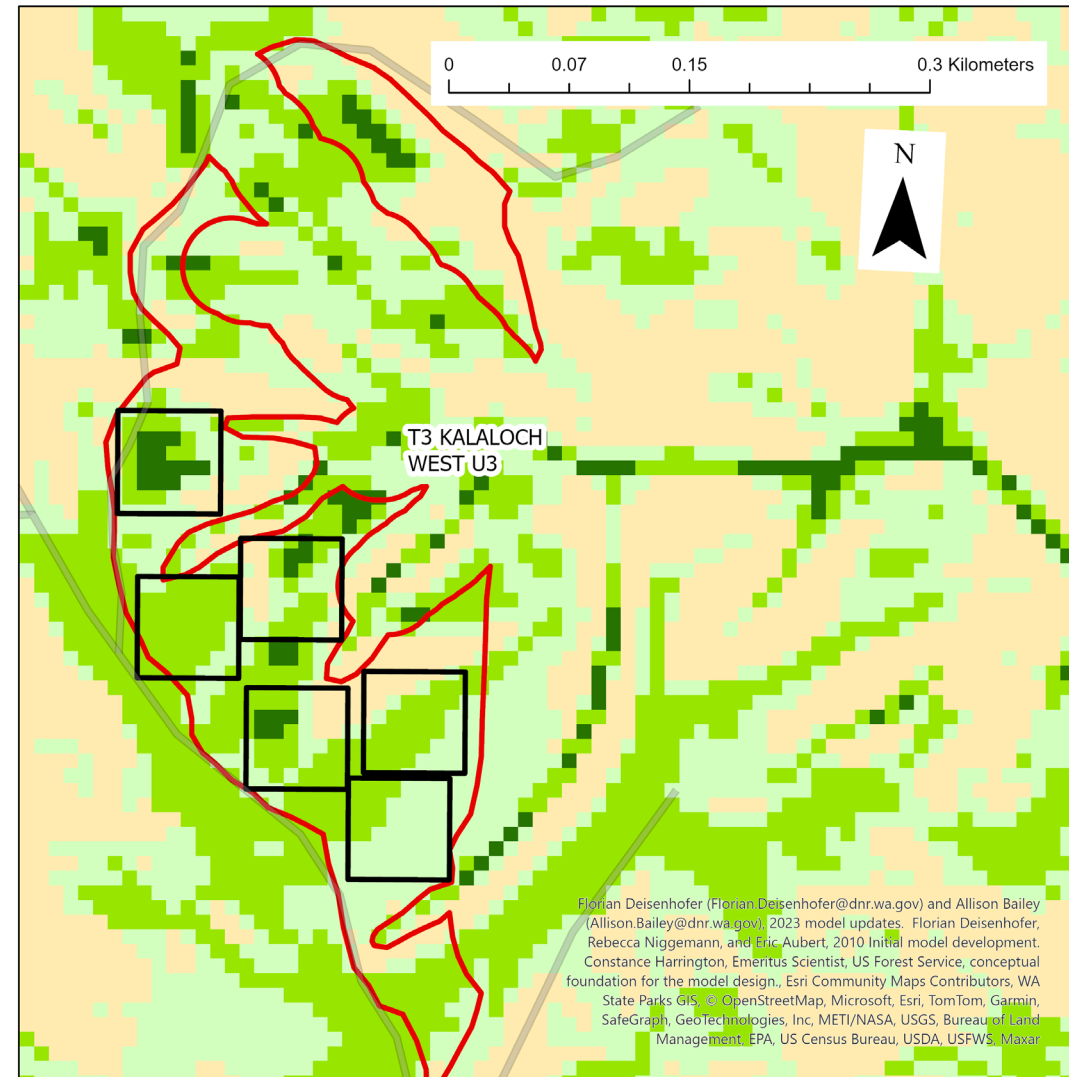 0 0.07 0.15 0.3 Kilometers
N
T3 KALALOCH
WEST U3
Florian Deisenhofer (Florian.Deisenhofer@dnr.wa.gov) and Allison Bailey
(Allison.Bailey@dnr.wa.gov), 2023 model updates. Florian Deisenhofer,
Rebecca Niggemann, and Eric Aubert, 2010 Initial model development.
Constance Harrington, Emeritus Scientist, US Forest Service, conceptual
foundation for the model design., Esri Community Maps Contributors, WA
State Parks GIS, © OpenStreetMap, Microsoft, Esri, TomTom, Garmin,
SafeGraph, GeoTechnologies, Inc, METI/NASA, USGS, Bureau of Land
Management, EPA, US Census Bureau, USDA, USFWS, Maxar